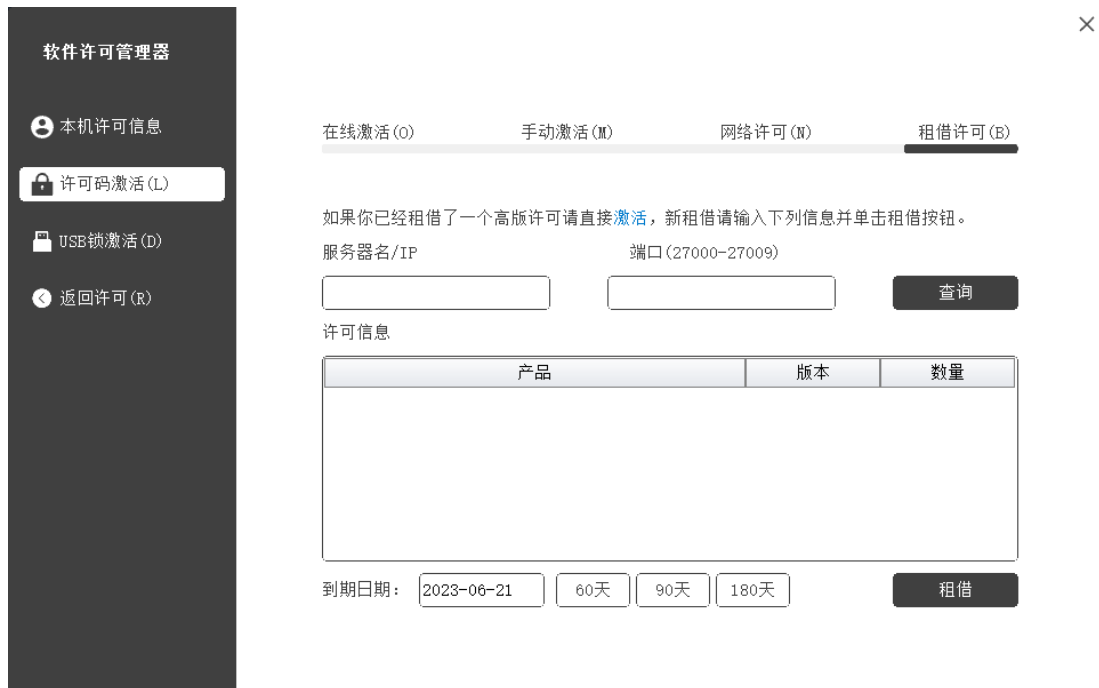 软件许可管理器
本机许可信息
许可码激活(L)
USB锁激活(D)
返回许可(R)
在线激活(O) 手动激活(M) 网络许可(N) 租借许可(B)
如果你已经租借了一个高版许可请直接激活，新租借请输入下列信息并单击租借按钮。
服务器名/IP 端口(27000-27009)
查询
许可信息
产品 版本 数量
到期日期： 2023-06-21 60天 90天 180天 租借